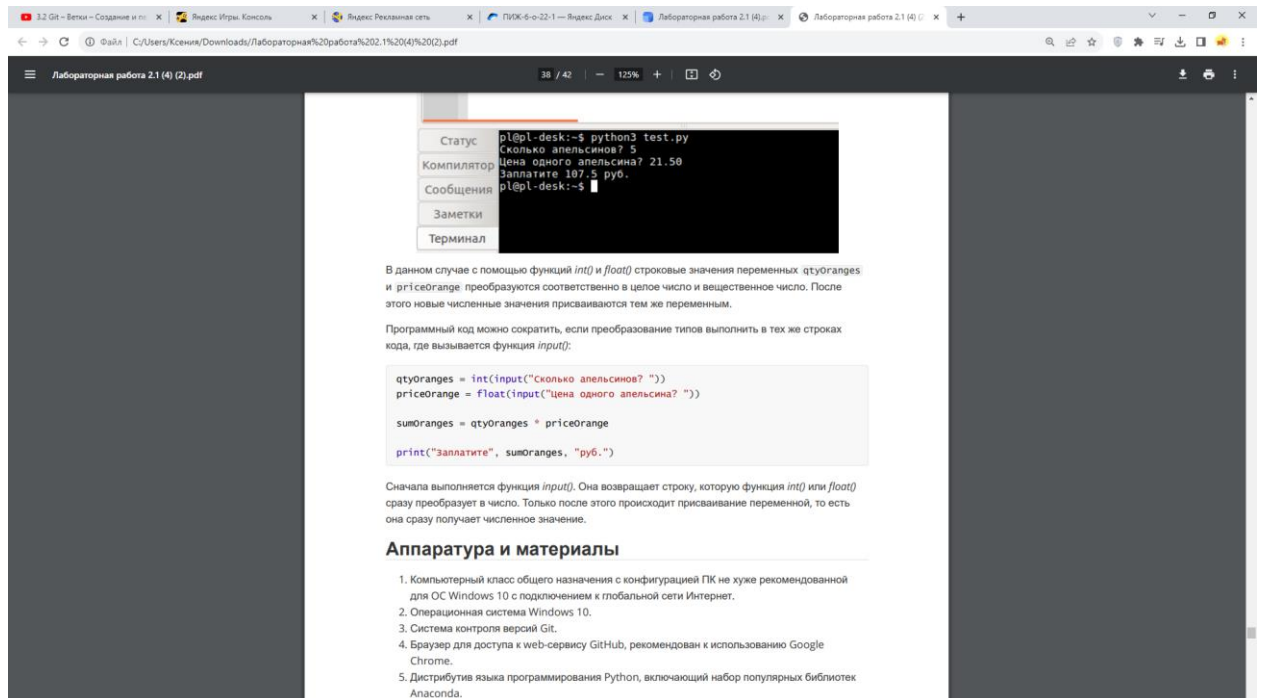 3.2 Git – Ветки – Создание и пе
Яндекс Игры. Консоль
Яндекс Рекламная сеть
ПИЖ-б-о-22-1 — Яндекс Диск
Лабораторная работа 2.1 (4).p
Лабораторная работа 2.1 (4) (2
Файл | C:/Users/Ксения/Downloads/Лабораторная%20работа%202.1%20(4)%20(2).pdf
Лабораторная работа 2.1 (4) (2).pdf
38 / 42
125%
Статус
Компилятор
Сообщения
Заметки
Терминал
pl@pl-desk:~$ python3 test.py
Сколько апельсинов? 5
Цена одного апельсина? 21.50
Заплатите 107.5 руб.
pl@pl-desk:~$
В данном случае с помощью функций int() и float() строковые значения переменных qtyOranges
и priceOrange преобразуются соответственно в целое число и вещественное число. После
этого новые численные значения присваиваются тем же переменным.
Программный код можно сократить, если преобразование типов выполнить в тех же строках
кода, где вызывается функция input():
qtyOranges = int(input("Сколько апельсинов? "))
priceOrange = float(input("Цена одного апельсина? "))
sumOranges = qtyOranges * priceOrange
print("Заплатите", sumOranges, "руб.")
Сначала выполняется функция input(). Она возвращает строку, которую функция int() или float()
сразу преобразует в число. Только после этого происходит присваивание переменной, то есть
она сразу получает численное значение.
Аппаратура и материалы
1. Компьютерный класс общего назначения с конфигурацией ПК не хуже рекомендованной
для ОС Windows 10 с подключением к глобальной сети Интернет.
2. Операционная система Windows 10.
3. Система контроля версий Git.
4. Браузер для доступа к web-сервису GitHub, рекомендован к использованию Google
Chrome.
5. Дистрибутив языка программирования Python, включающий набор популярных библиотек
Anaconda.